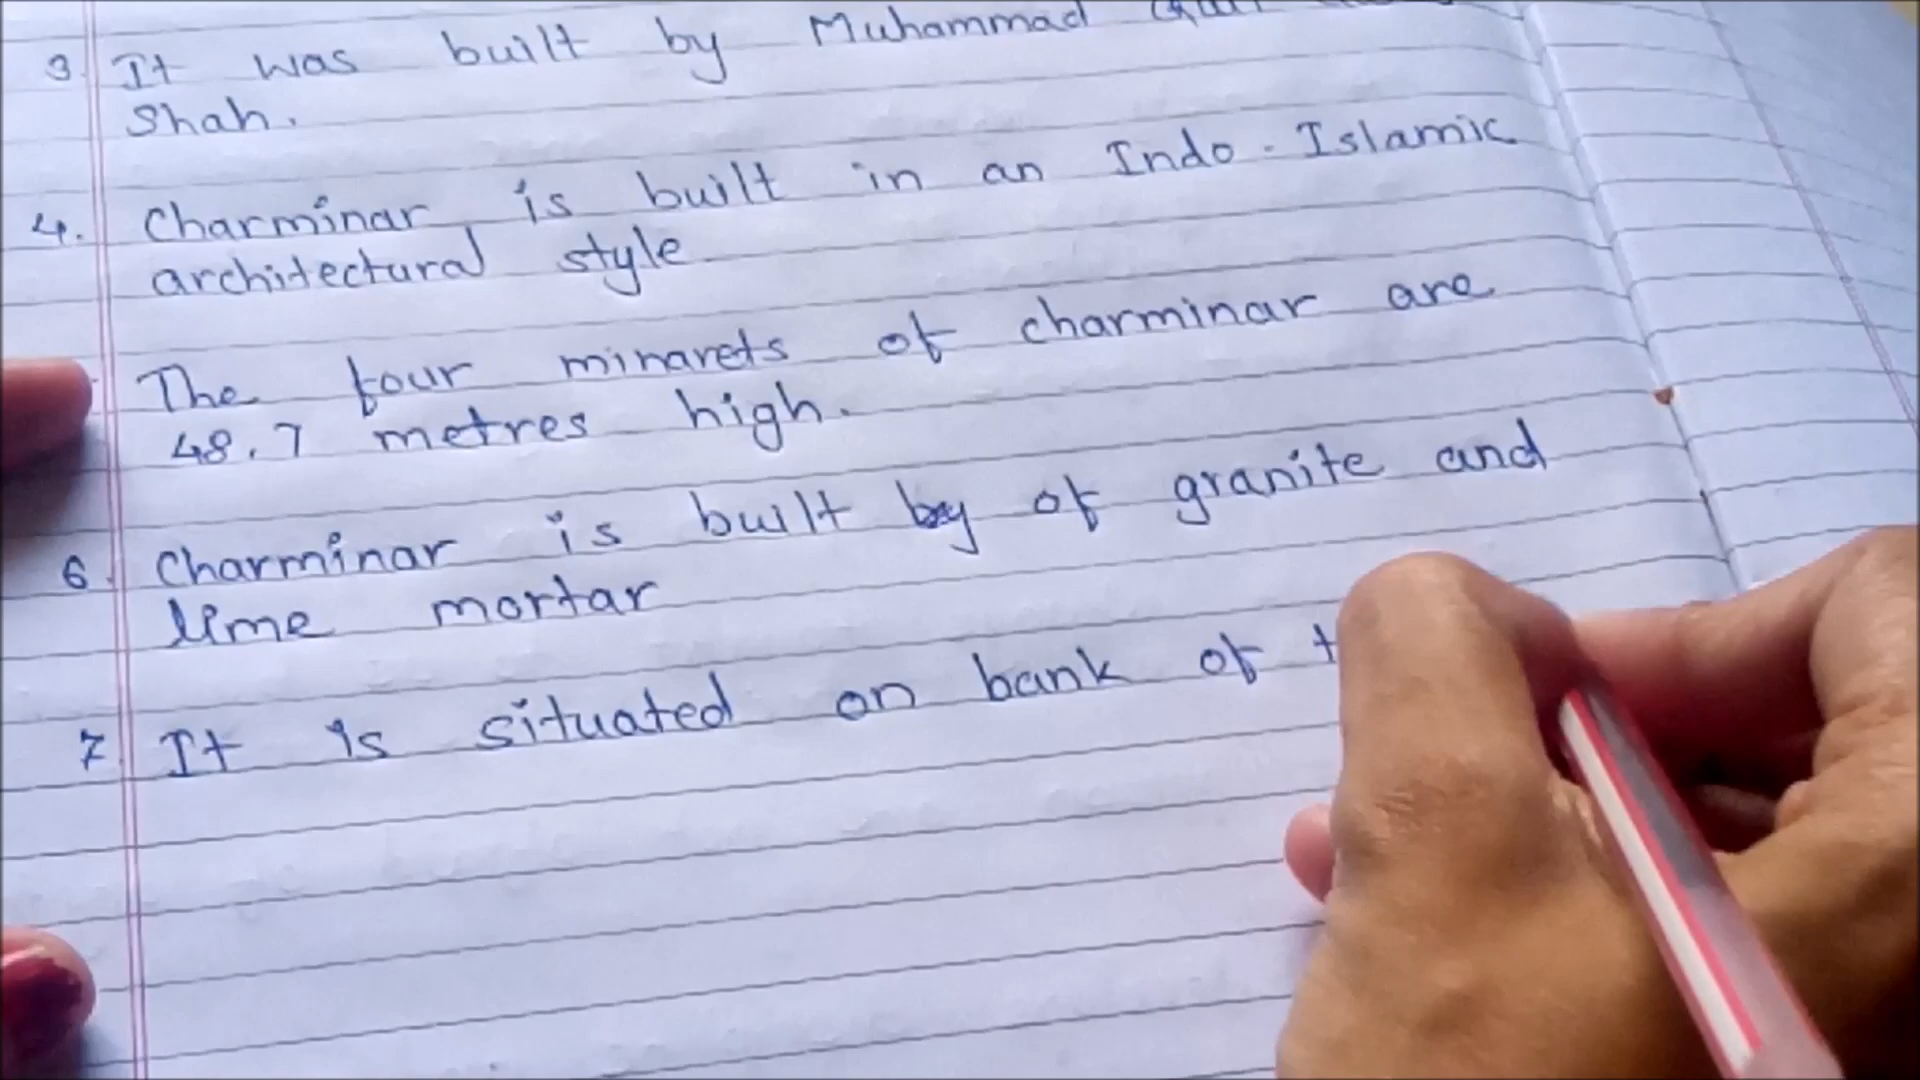 3. It was built by Muhammad
Shah.
4. Charminar is built in an Indo-Islamic
architectural style
The four minarets of charminar are
48.7 metres high.
6. Charminar is built by of granite and
lime mortar
7. It is situated on bank of t